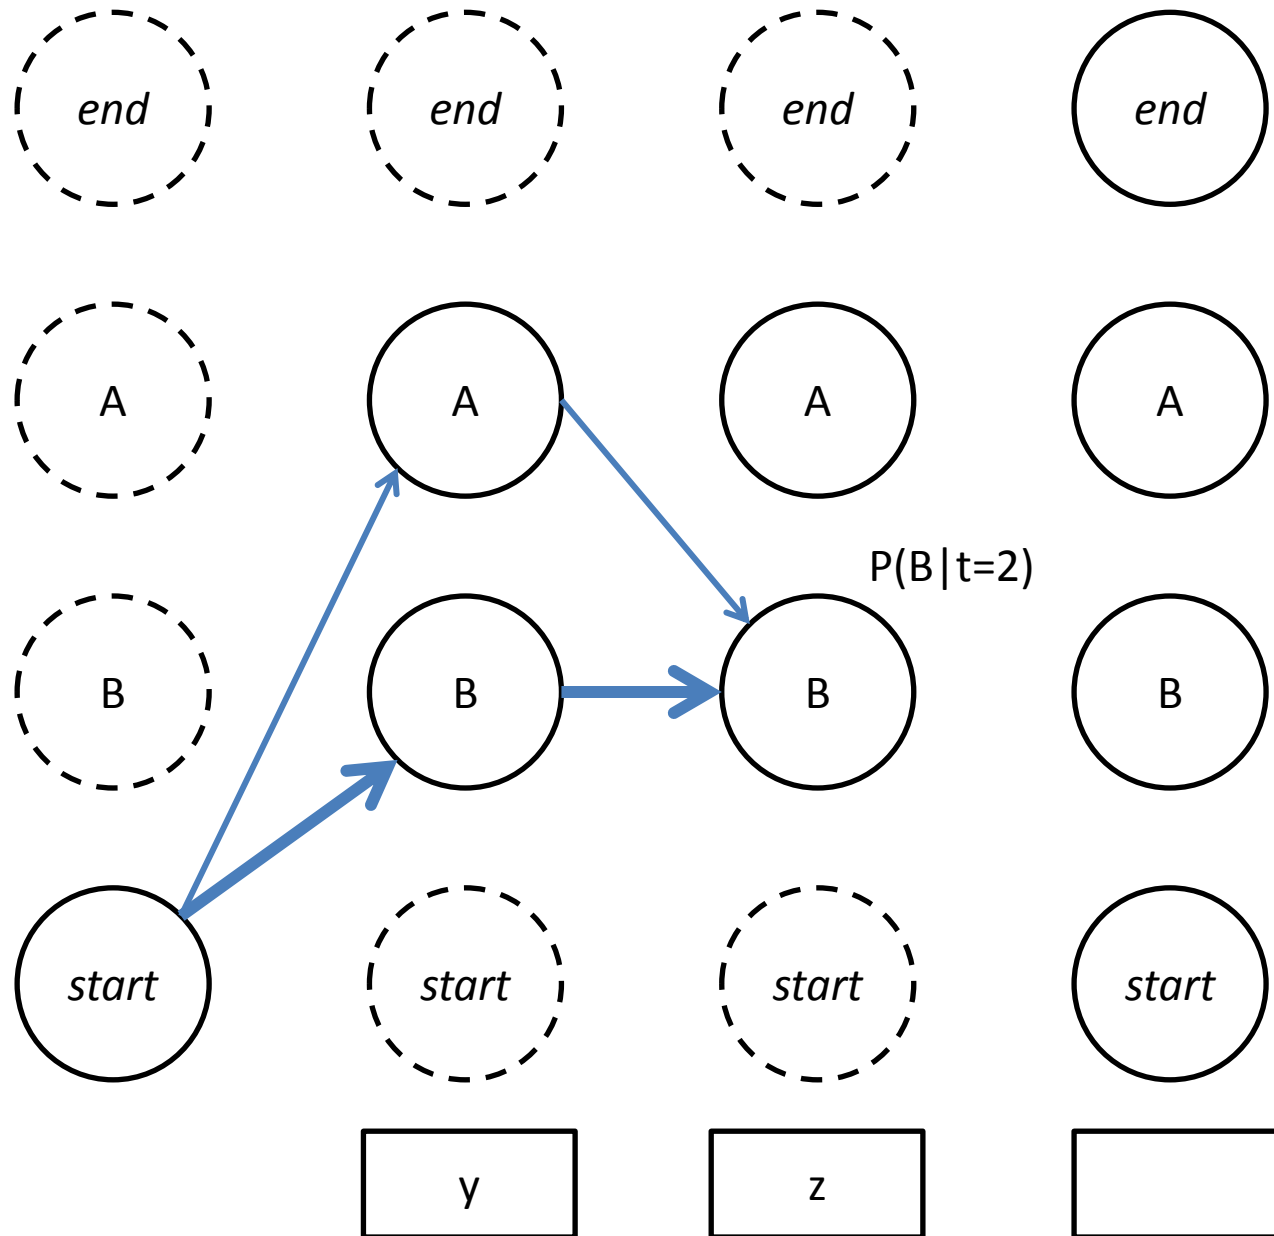 end end end end
A A A A
P(B|t=2)
B B B B
start start start start
y z